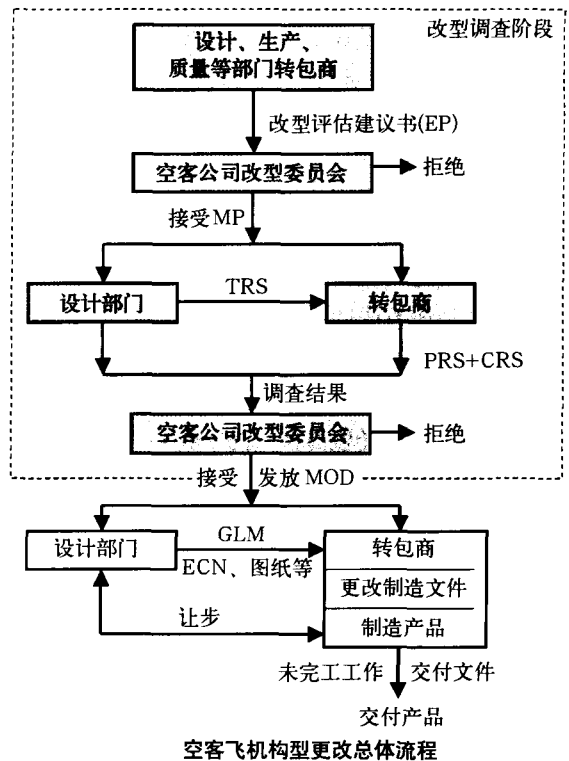 改型调查阶段
设计、生产、
质量等部门转包商
改型评估建议书(EP)
空客公司改型委员会
拒绝
接受MP
设计部门
TRS
转包商
PRS+CRS
调查结果
空客公司改型委员会
拒绝
接受
发放MOD
设计部门
GLM
ECN、图纸等
转包商
更改制造文件
制造产品
让步
未完工工作
交付文件
交付产品
空客飞机构型更改总体流程